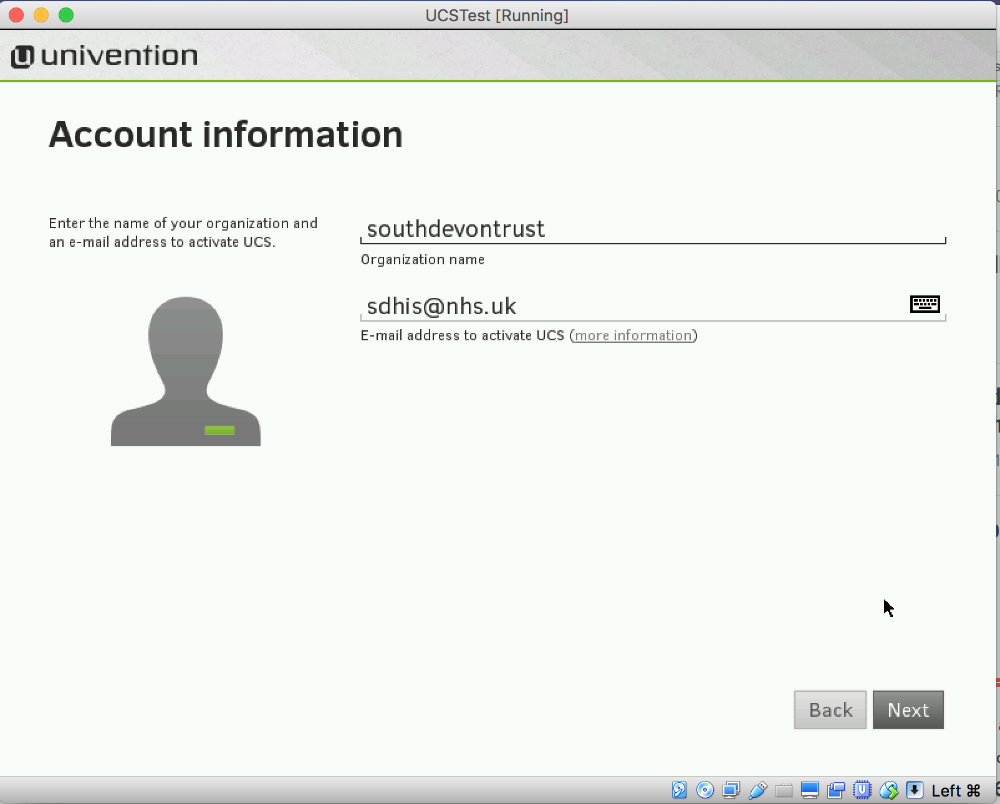 UCSTest [Running]
univention
Account information
Enter the name of your organization and
an e-mail address to activate UCS.
southdevontrust
Organization name
sdhis@nhs.uk
E-mail address to activate UCS (more information)
Back
Next
Left ⌘